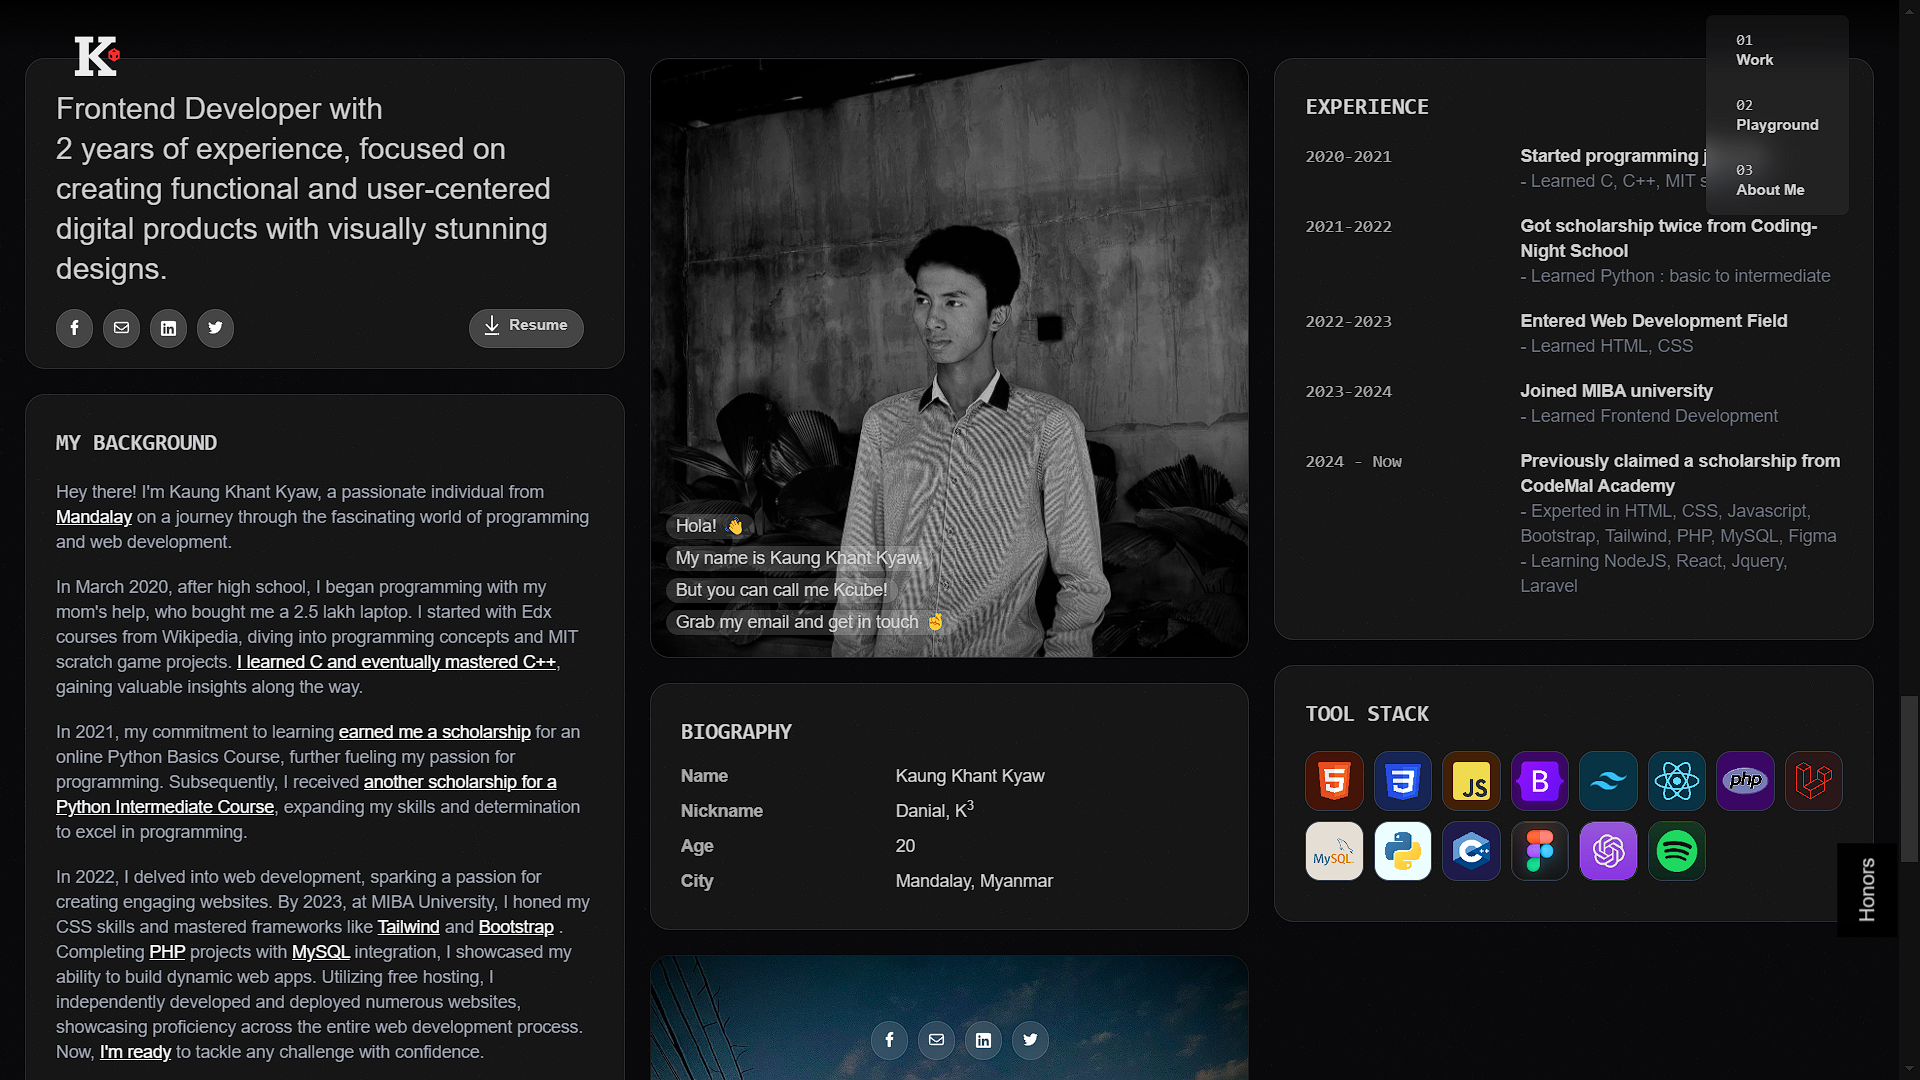 K
Frontend Developer with
2 years of experience, focused on
creating functional and user-centered
digital products with visually stunning
designs.
Resume
MY BACKGROUND
Hey there! I'm Kaung Khant Kyaw, a passionate individual from
Mandalay on a journey through the fascinating world of programming
and web development.
In March 2020, after high school, I began programming with my
mom's help, who bought me a 2.5 lakh laptop. I started with Edx
courses from Wikipedia, diving into programming concepts and MIT
scratch game projects. I learned C and eventually mastered C++,
gaining valuable insights along the way.
In 2021, my commitment to learning earned me a scholarship for an
online Python Basics Course, further fueling my passion for
programming. Subsequently, I received another scholarship for a
Python Intermediate Course, expanding my skills and determination
to excel in programming.
In 2022, I delved into web development, sparking a passion for
creating engaging websites. By 2023, at MIBA University, I honed my
CSS skills and mastered frameworks like Tailwind and Bootstrap .
Completing PHP projects with MySQL integration, I showcased my
ability to build dynamic web apps. Utilizing free hosting, I
independently developed and deployed numerous websites,
showcasing proficiency across the entire web development process.
Now, I'm ready to tackle any challenge with confidence.
Hola! 👋
My name is Kaung Khant Kyaw.
But you can call me Kcube!
Grab my email and get in touch ✌️
BIOGRAPHY
Name Kaung Khant Kyaw
Nickname Danial, K³
Age 20
City Mandalay, Myanmar
EXPERIENCE
2020-2021 Started programming
- Learned C, C++, MIT
2021-2022 Got scholarship twice from Coding-
Night School
- Learned Python : basic to intermediate
2022-2023 Entered Web Development Field
- Learned HTML, CSS
2023-2024 Joined MIBA university
- Learned Frontend Development
2024 - Now Previously claimed a scholarship from
CodeMal Academy
- Experted in HTML, CSS, Javascript,
Bootstrap, Tailwind, PHP, MySQL, Figma
- Learning NodeJS, React, Jquery,
Laravel
01
Work
02
Playground
03
About Me
TOOL STACK
5 3 JS B php
MySQL C++
Honors